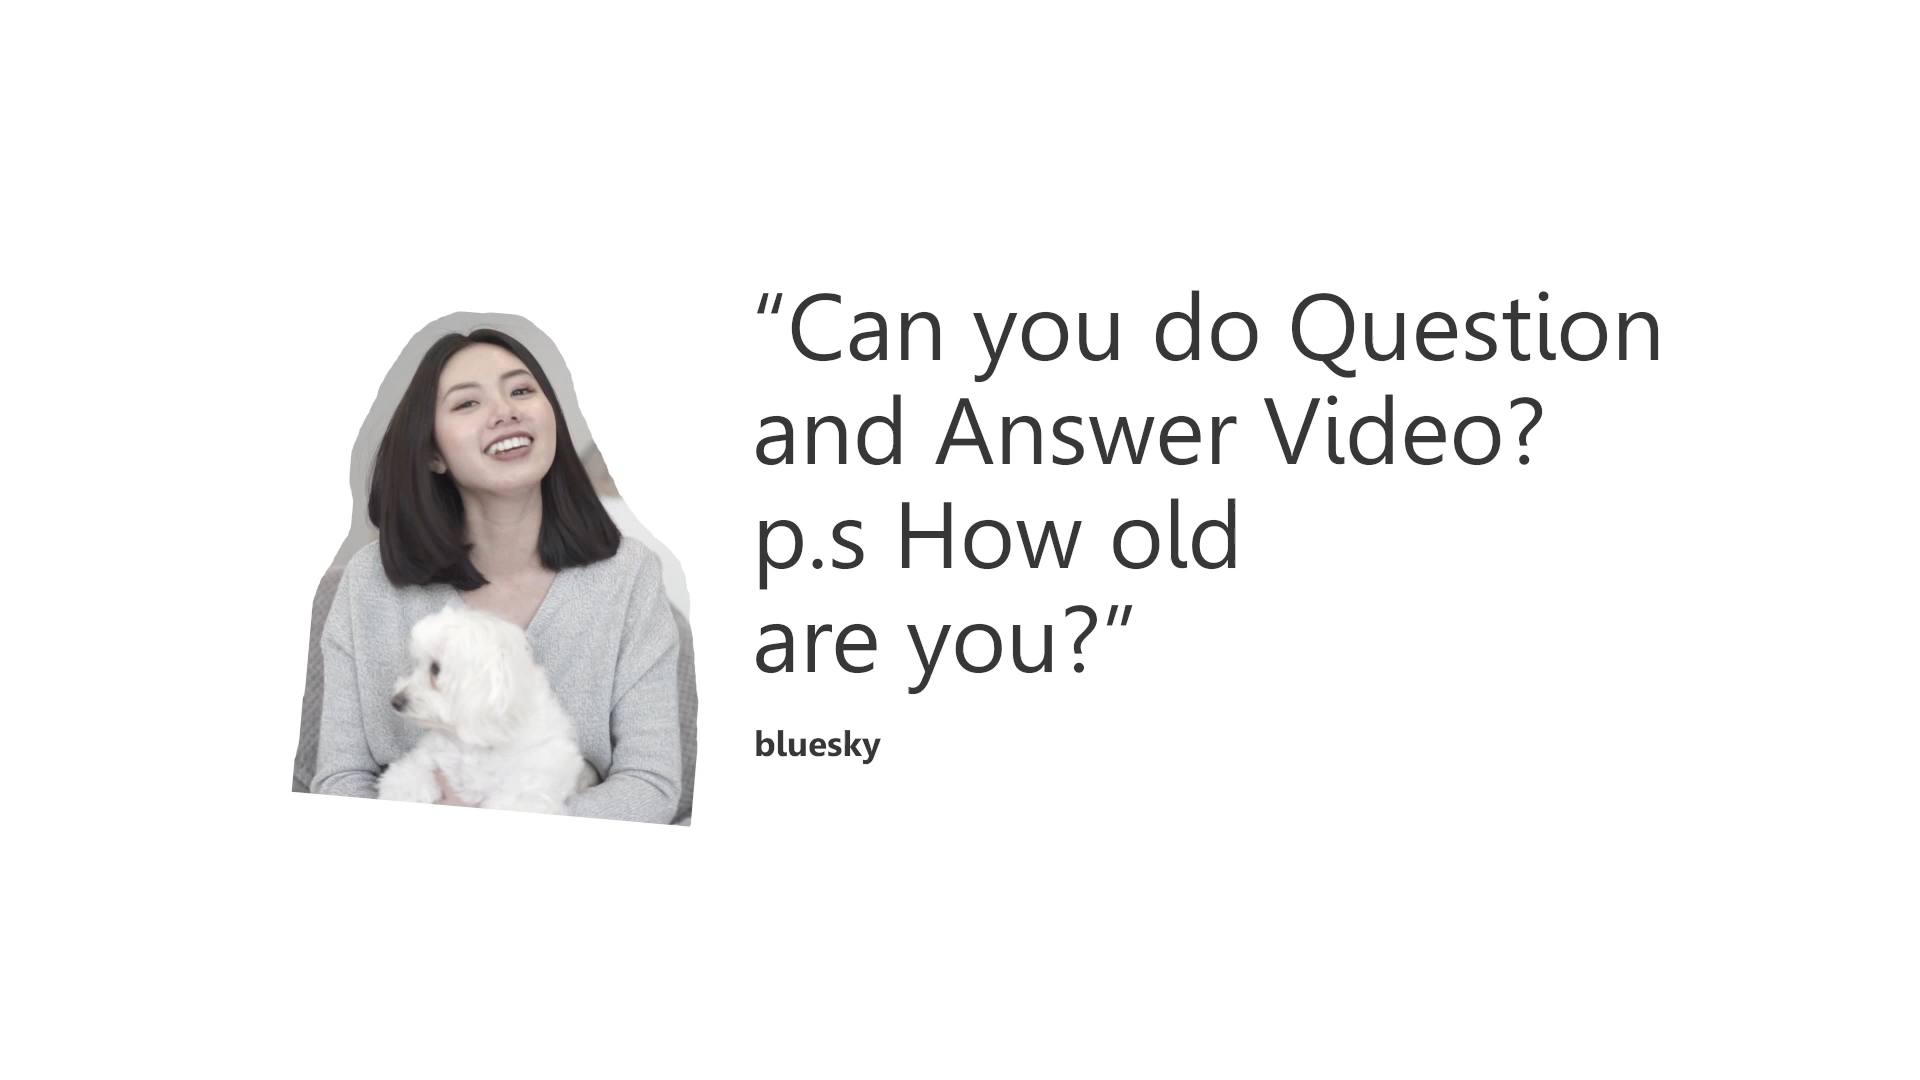 “Can you do Question
and Answer Video?
p.s How old
are you?”
bluesky